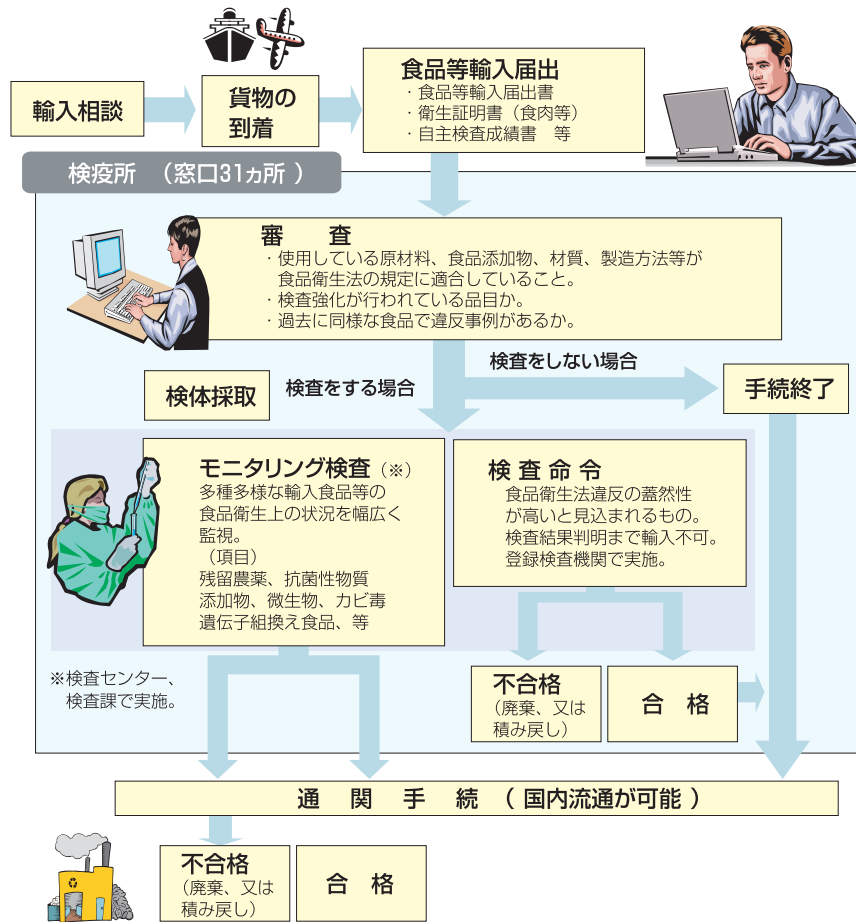 輸入相談
貨物の
到着
食品等輸入届出
・食品等輸入届出書
・衛生証明書（食肉等）
・自主検査成績書　等
検疫所　（窓口31ヵ所 ）
審　　査
・使用している原材料、食品添加物、材質、製造方法等が
食品衛生法の規定に適合していること。
・検査強化が行われている品目か。
・過去に同様な食品で違反事例があるか。
検査をしない場合
手続終了
検体採取
検査をする場合
モニタリング検査（※）
多種多様な輸入食品等の
食品衛生上の状況を幅広く
監視。
（項目）
残留農薬、抗菌性物質
添加物、微生物、カビ毒
遺伝子組換え食品、等
検 査 命 令
食品衛生法違反の蓋然性
が高いと見込まれるもの。
検査結果判明まで輸入不可。
登録検査機関で実施。
※検査センター、
検査課で実施。
不合格
（廃棄、又は
積み戻し）
合　格
通　関　手　続　（ 国内流通が可能 ）
不合格
（廃棄、又は
積み戻し）
合　格